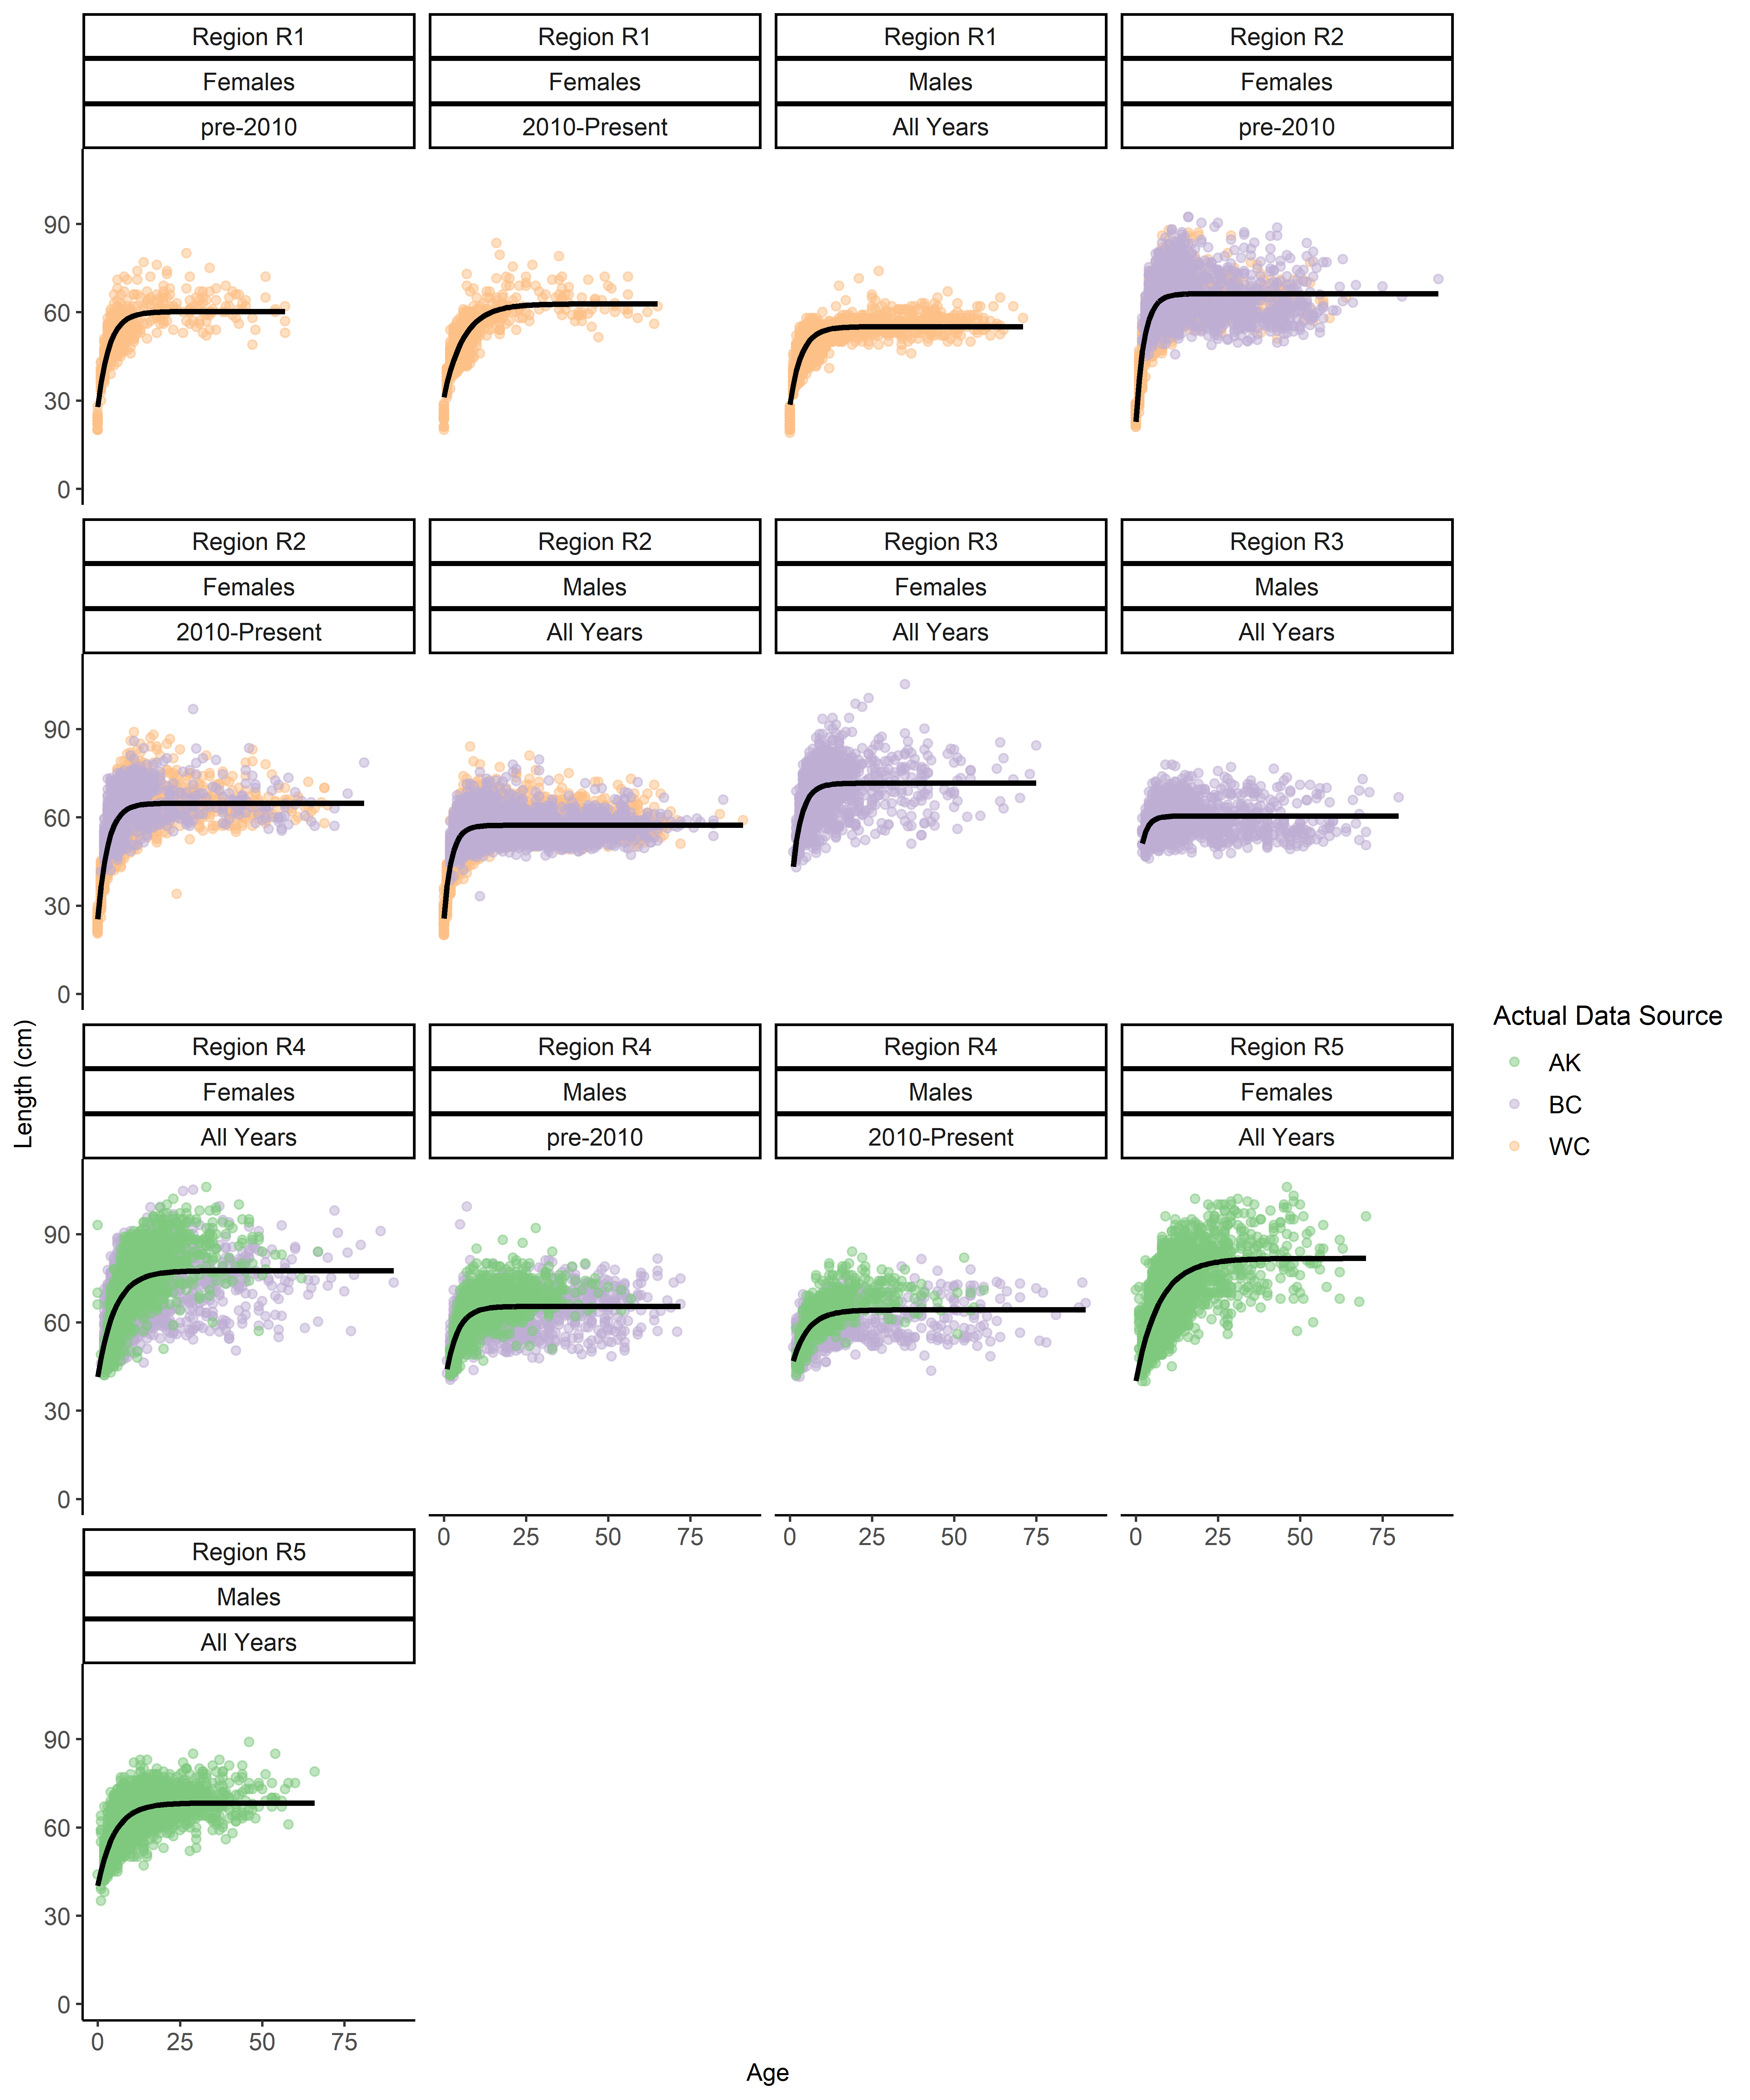 Region R1
Females
pre-2010
Region R1
Females
2010-Present
Region R1
Males
All Years
Region R2
Females
pre-2010
90
60
30
0
Region R2
Females
2010-Present
Region R2
Males
All Years
Region R3
Females
All Years
Region R3
Males
All Years
90
60
30
0
Region R4
Females
All Years
Region R4
Males
pre-2010
Region R4
Males
2010-Present
Region R5
Females
All Years
90
60
30
0
0 25 50 75
0 25 50 75
0 25 50 75
Region R5
Males
All Years
90
60
30
0
0 25 50 75
Age
Length (cm)
Actual Data Source
AK
BC
WC